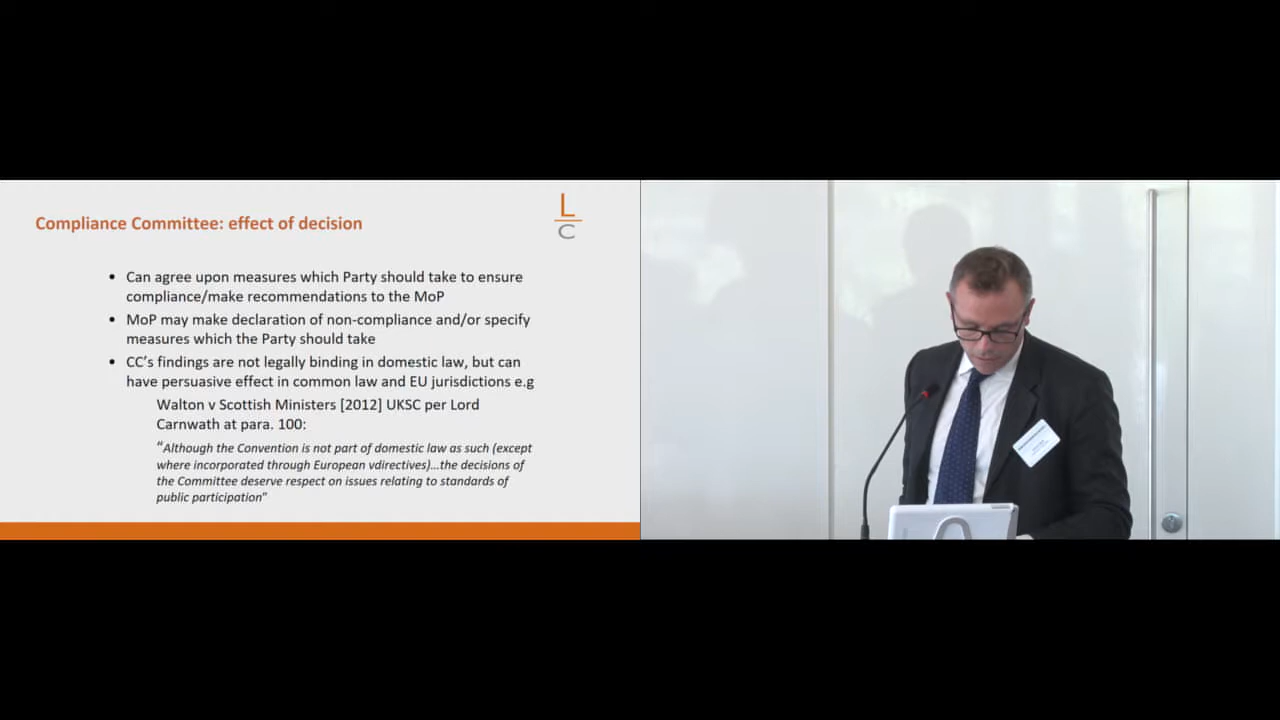 Compliance Committee: effect of decision
L
C
• Can agree upon measures which Party should take to ensure
compliance/make recommendations to the MoP
• MoP may make declaration of non-compliance and/or specify
measures which the Party should take
• CC's findings are not legally binding in domestic law, but can
have persuasive effect in common law and EU jurisdictions e.g
Walton v Scottish Ministers [2012] UKSC per Lord
Carnwath at para. 100:
"Although the Convention is not part of domestic law as such (except
where incorporated through European vdirectives)…the decisions of
the Committee deserve respect on issues relating to standards of
public participation"